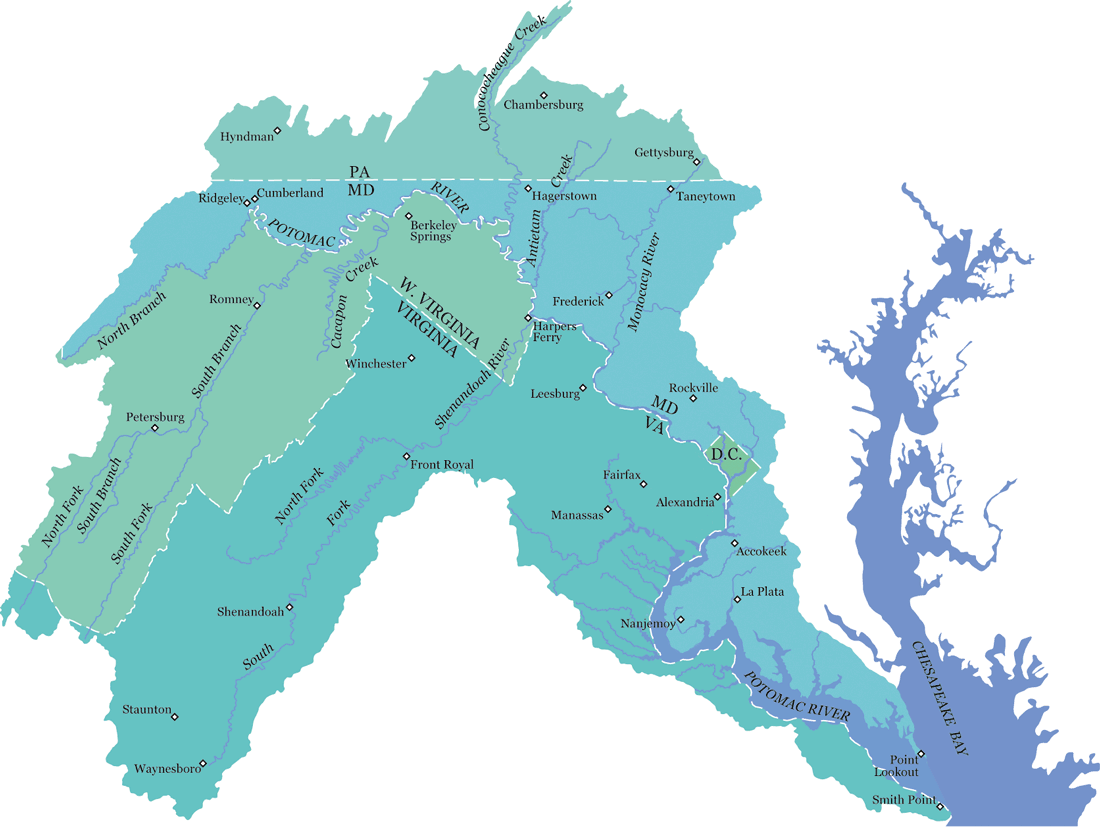 Conococheague Creek
Chambersburg
Hyndman
Gettysburg
PA
MD
Creek
Antietam
Ridgeley
Cumberland
Hagerstown
Taneytown
RIVER
POTOMAC
Berkeley
Springs
Creek
Cacapon
Monocacy River
North Branch
Romney
Frederick
W. VIRGINIA
VIRGINIA
Harpers
Ferry
South Branch
Winchester
Shenandoah River
Leesburg
Rockville
MD
VA
Petersburg
D.C.
Front Royal
Fairfax
Alexandria
Manassas
North Fork
South Branch
South Fork
North Fork
Fork
Accokeek
La Plata
Shenandoah
Nanjemoy
South
CHESAPEAKE BAY
POTOMAC RIVER
Staunton
Waynesboro
Point
Lookout
Smith Point